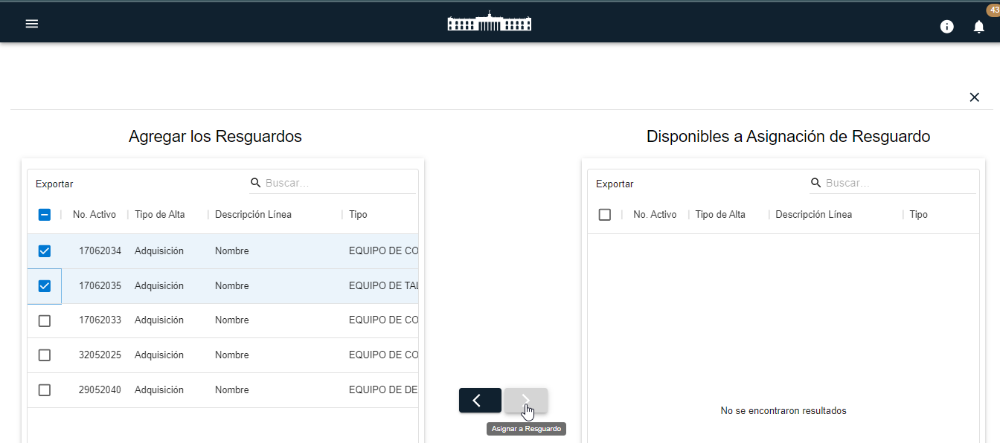 43
Agregar los Resguardos
Exportar
Buscar...
No. Activo Tipo de Alta Descripción Línea Tipo
17062034 Adquisición Nombre EQUIPO DE CO
17062035 Adquisición Nombre EQUIPO DE TAL
17062033 Adquisición Nombre EQUIPO DE CO
32052025 Adquisición Nombre EQUIPO DE CO
29052040 Adquisición Nombre EQUIPO DE DE
Asignar a Resguardo
Disponibles a Asignación de Resguardo
Exportar
Buscar...
No. Activo Tipo de Alta Descripción Línea Tipo
No se encontraron resultados